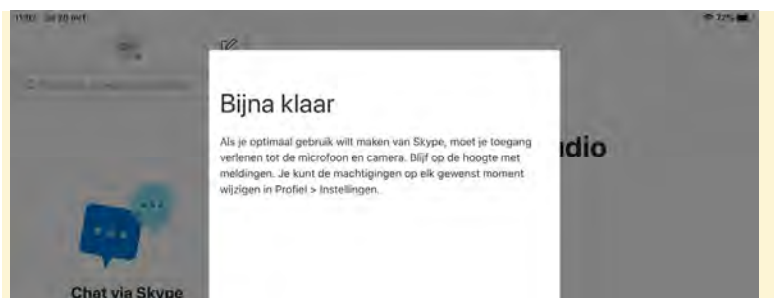 Bijna klaar
Als je optimaal gebruik wilt maken van Skype, moet je toegang
verlenen tot de microfoon en camera. Blijf op de hoogte met
meldingen. Je kunt de machtigingen op elk gewenst moment
wijzigen in Profiel > Instellingen.
udio
Chat via Skype